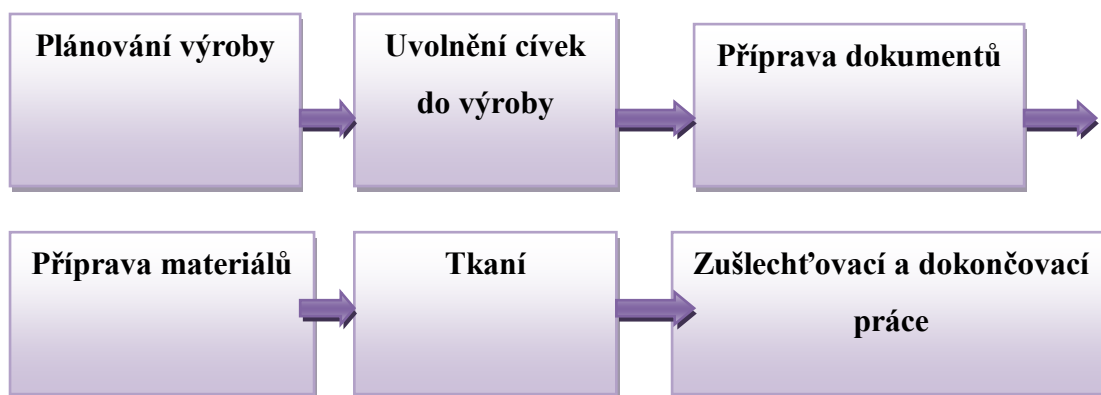 Plánování výroby
Uvolnění cívek
do výroby
Příprava dokumentů
Příprava materiálů
Tkaní
Zušlechťovací a dokončovací
práce